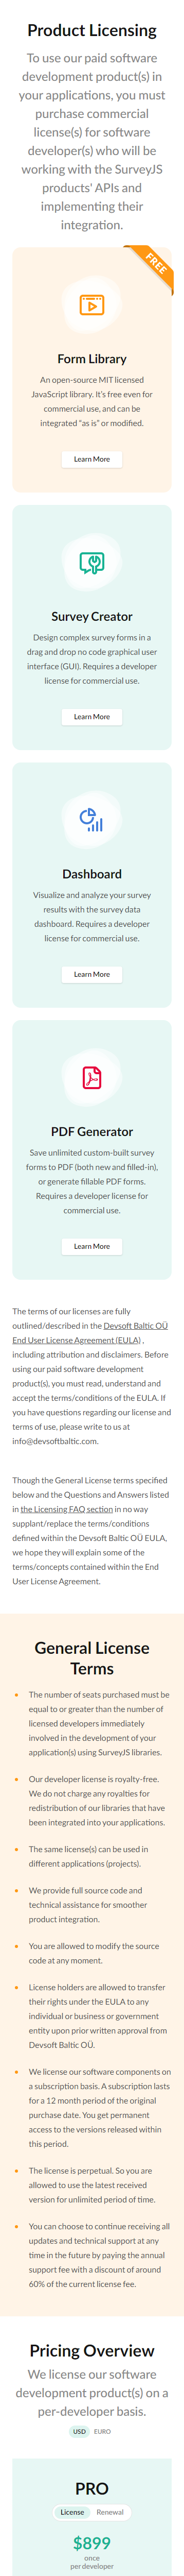 Product Licensing
To use our paid software
development product(s) in
your applications, you must
purchase commercial
license(s) for software
developer(s) who will be
working with the SurveyJS
products' APIs and
implementing their
integration.
FREE
Form Library
An open-source MIT licensed
JavaScript library. It's free even for
commercial use, and can be
integrated "as is" or modified.
Learn More
Survey Creator
Design complex survey forms in a
drag and drop no code graphical user
interface (GUI). Requires a developer
license for commercial use.
Learn More
Dashboard
Visualize and analyze your survey
results with the survey data
dashboard. Requires a developer
license for commercial use.
Learn More
PDF Generator
Save unlimited custom-built survey
forms to PDF (both new and filled-in),
or generate fillable PDF forms.
Requires a developer license for
commercial use.
Learn More
The terms of our licenses are fully
outlined/described in the Devsoft Baltic OÜ
End User License Agreement (EULA) ,
including attribution and disclaimers. Before
using our paid software development
product(s), you must read, understand and
accept the terms/conditions of the EULA. If
you have questions regarding our license and
terms of use, please write to us at
info@devsoftbaltic.com.
Though the General License terms specified
below and the Questions and Answers listed
in the Licensing FAQ section in no way
supplant/replace the terms/conditions
defined within the Devsoft Baltic OÜ EULA,
we hope they will explain some of the
terms/concepts contained within the End
User License Agreement.
General License
Terms
• The number of seats purchased must be
equal to or greater than the number of
licensed developers immediately
involved in the development of your
application(s) using SurveyJS libraries.
• Our developer license is royalty-free.
We do not charge any royalties for
redistribution of our libraries that have
been integrated into your applications.
• The same license(s) can be used in
different applications (projects).
• We provide full source code and
technical assistance for smoother
product integration.
• You are allowed to modify the source
code at any moment.
• License holders are allowed to transfer
their rights under the EULA to any
individual or business or government
entity upon prior written approval from
Devsoft Baltic OÜ.
• We license our software components on
a subscription basis. A subscription lasts
for a 12 month period of the original
purchase date. You get permanent
access to the versions released within
this period.
• The license is perpetual. So you are
allowed to use the latest received
version for unlimited period of time.
• You can choose to continue receiving all
updates and technical support at any
time in the future by paying the annual
support fee with a discount of around
60% of the current license fee.
Pricing Overview
We license our software
development product(s) on a
per-developer basis.
USD EURO
PRO
License Renewal
$899
once
per developer